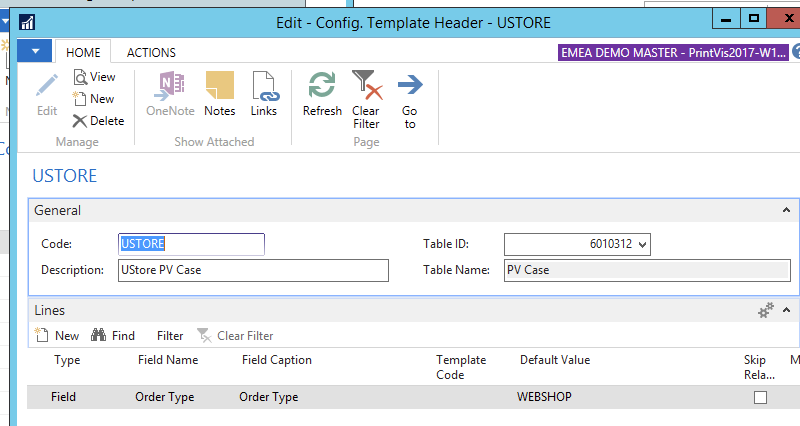 Edit - Config. Template Header - USTORE
HOME ACTIONS EMEA DEMO MASTER - PrintVis2017-W1...
Edit
View
New
Delete
OneNote
Notes
Links
Refresh
Clear Filter
Go to
Manage Show Attached Page
USTORE
General
Code: USTORE Table ID: 6010312
Description: UStore PV Case Table Name: PV Case
Lines
New Find Filter Clear Filter
Type Field Name Field Caption Template Code Default Value Skip Rela... M
Field Order Type Order Type WEBSHOP